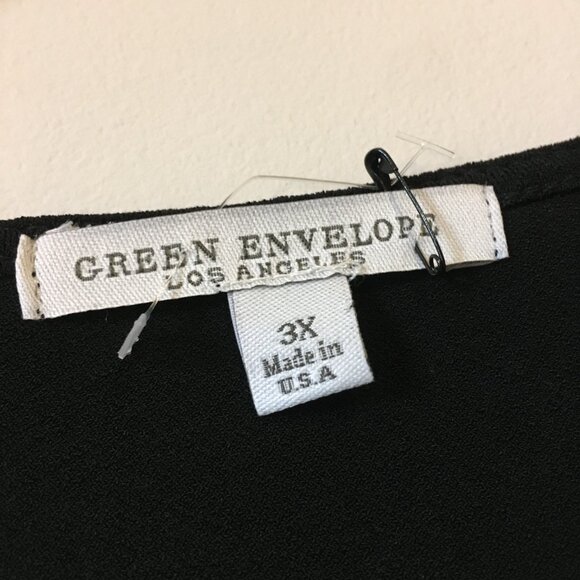 GREEN ENVELOPE
LOS ANGELES
3X
Made in
U.S.A